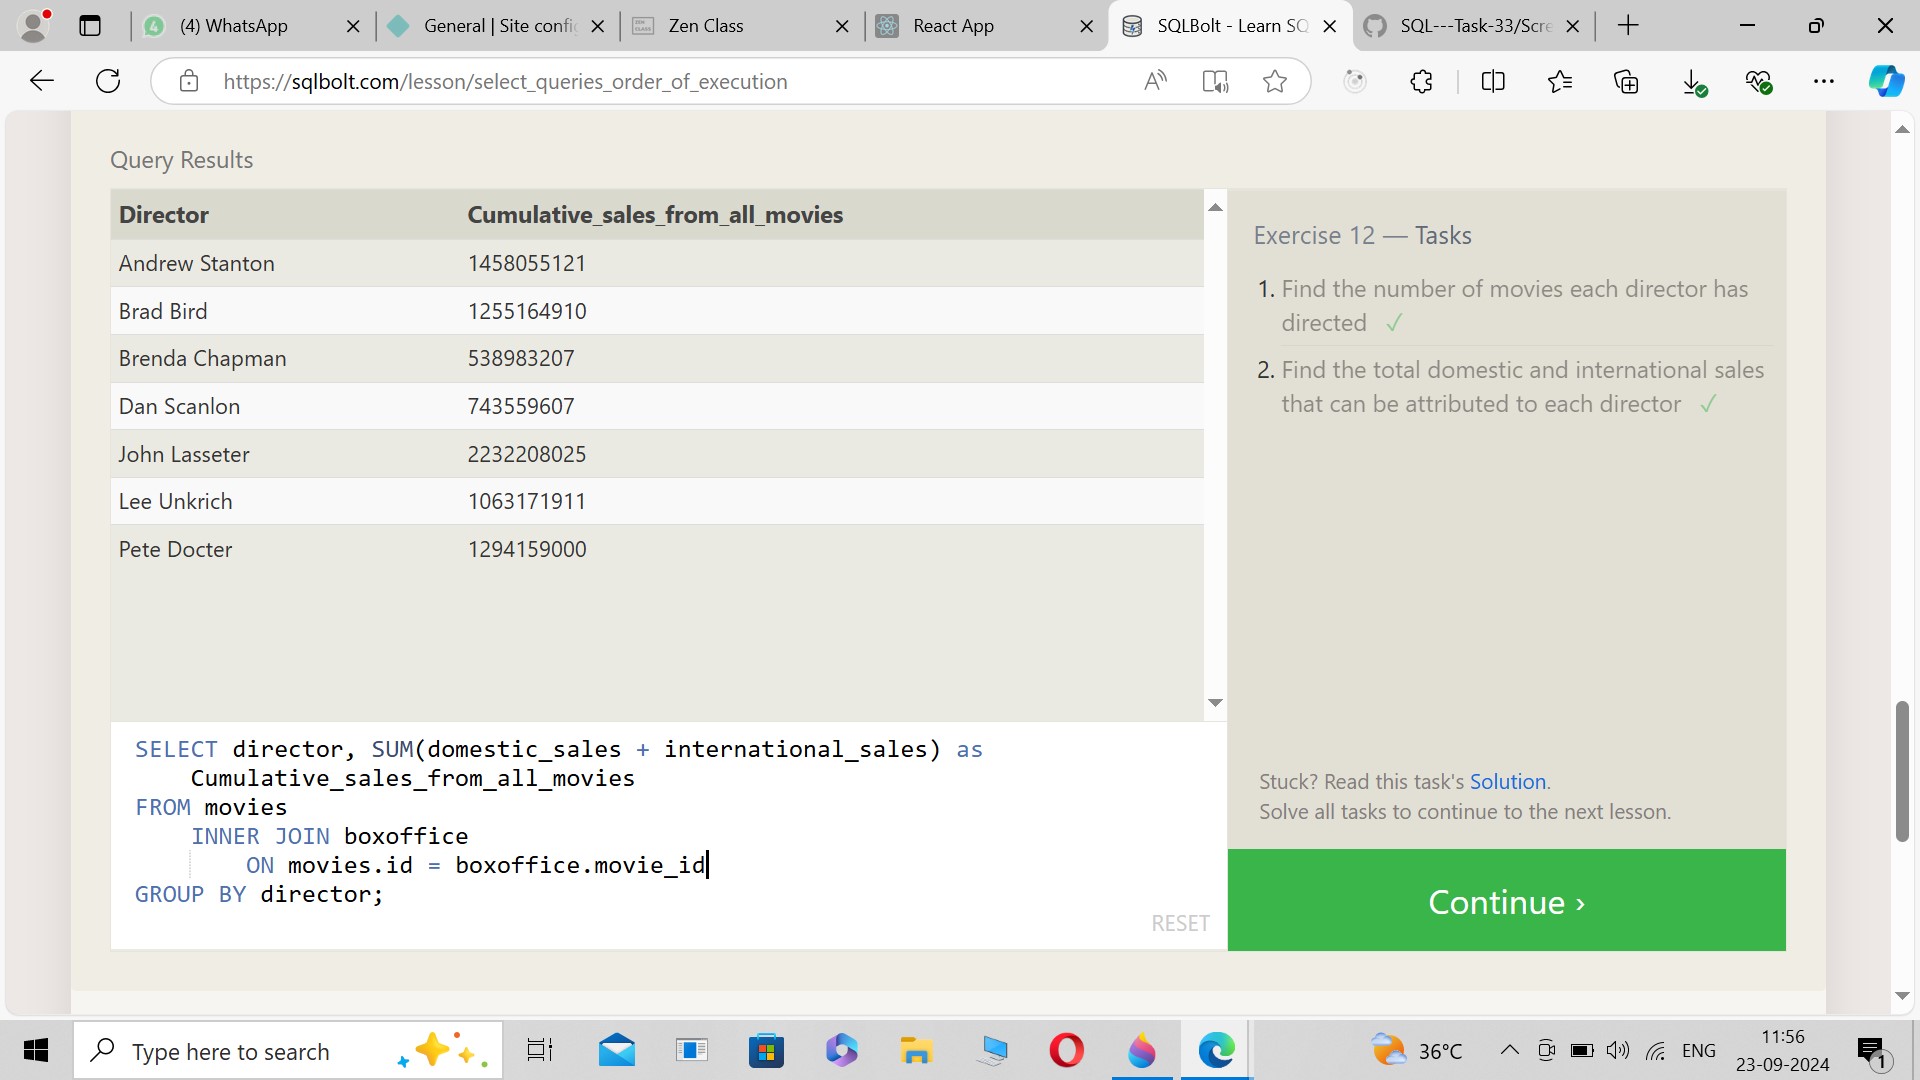 (4) WhatsApp
General | Site config
Zen Class
React App
SQLBolt - Learn SQ
SQL---Task-33/Scre
https://sqlbolt.com/lesson/select_queries_order_of_execution
Query Results
Director Cumulative_sales_from_all_movies
Andrew Stanton 1458055121
Brad Bird 1255164910
Brenda Chapman 538983207
Dan Scanlon 743559607
John Lasseter 2232208025
Lee Unkrich 1063171911
Pete Docter 1294159000
Exercise 12 — Tasks
1. Find the number of movies each director has
directed ✓
2. Find the total domestic and international sales
that can be attributed to each director ✓
Stuck? Read this task's Solution.
Solve all tasks to continue to the next lesson.
Continue ›
SELECT director, SUM(domestic_sales + international_sales) as
Cumulative_sales_from_all_movies
FROM movies
INNER JOIN boxoffice
ON movies.id = boxoffice.movie_id
GROUP BY director;
RESET
Type here to search
36°C
ENG
11:56
23-09-2024
1